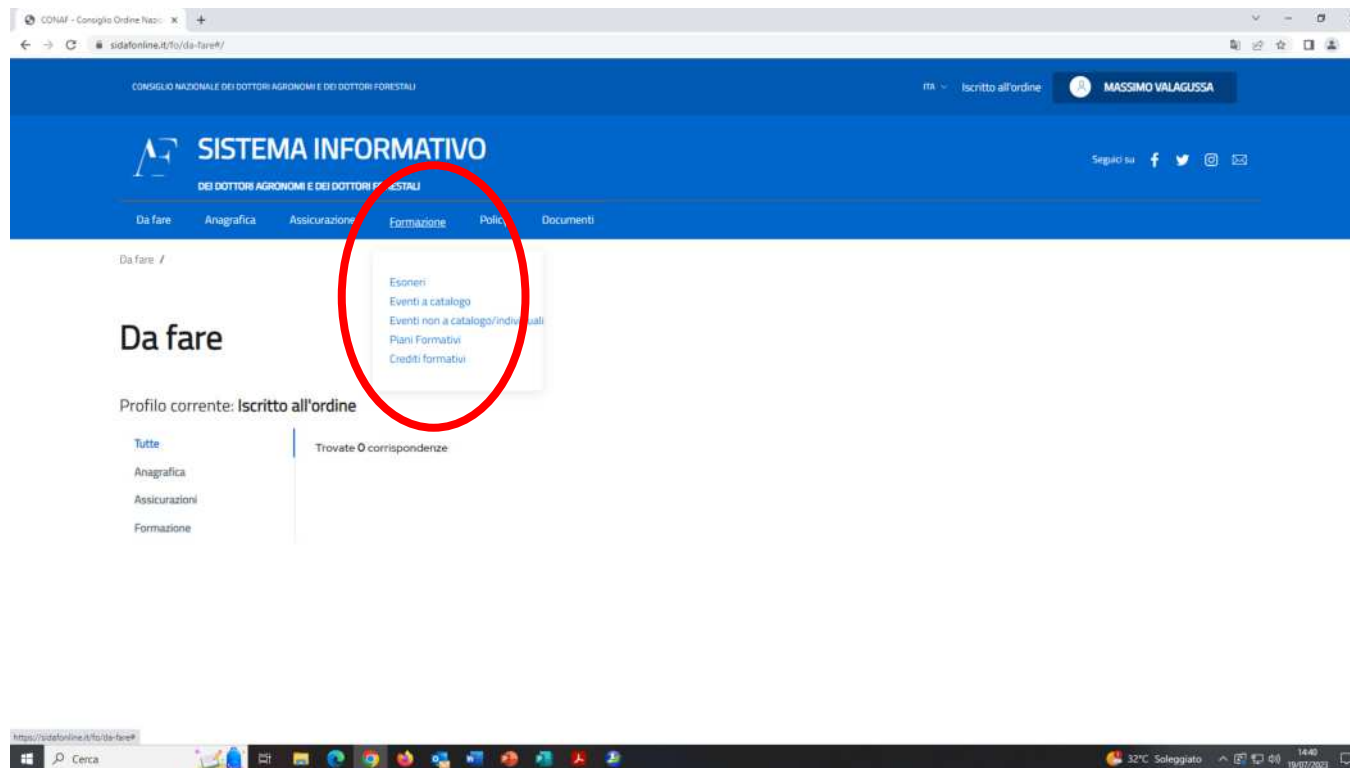 CONAF - Consiglio Ordine Nazio
sidafonline.it/fo/da-fare#/
CONSIGLIO NAZIONALE DEI DOTTORI AGRONOMI E DEI DOTTORI FORESTALI
ITA
Iscritto all'ordine
MASSIMO VALAGUSSA
SISTEMA INFORMATIVO
DEI DOTTORI AGRONOMI E DEI DOTTORI FORESTALI
Seguici su
Da fare Anagrafica Assicurazione Formazione Policy Documenti
Da fare /
Esoneri
Eventi a catalogo
Eventi non a catalogo/individuali
Piani Formativi
Crediti formativi
Da fare
Profilo corrente: Iscritto all'ordine
Tutte
Trovate 0 corrispondenze
Anagrafica
Assicurazioni
Formazione
https://sidafonline.it/fo/da-fare#
Cerca
32°C Soleggiato
14:40
19/07/2023